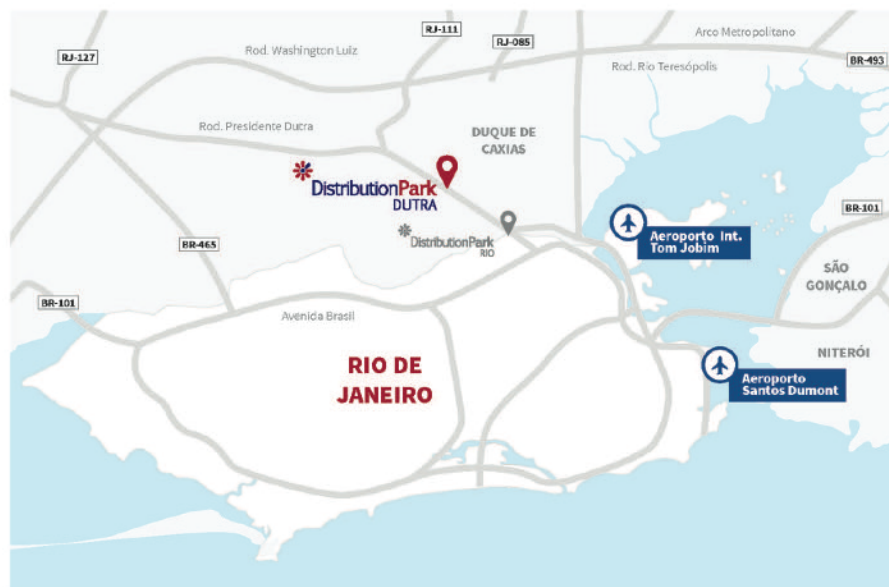 RJ-111
Arco Metropolitano
RJ-085
Rod. Washington Luiz
RJ-127
BR-493
Rod. Rio Teresópolis
Rod. Presidente Dutra
DUQUE DE
CAXIAS
DistributionPark
DUTRA
BR-101
Aeroporto Int.
Tom Jobim
DistributionPark
RIO
BR-465
SÃO
GONÇALO
BR-101
Avenida Brasil
NITERÓI
RIO DE
JANEIRO
Aeroporto
Santos Dumont